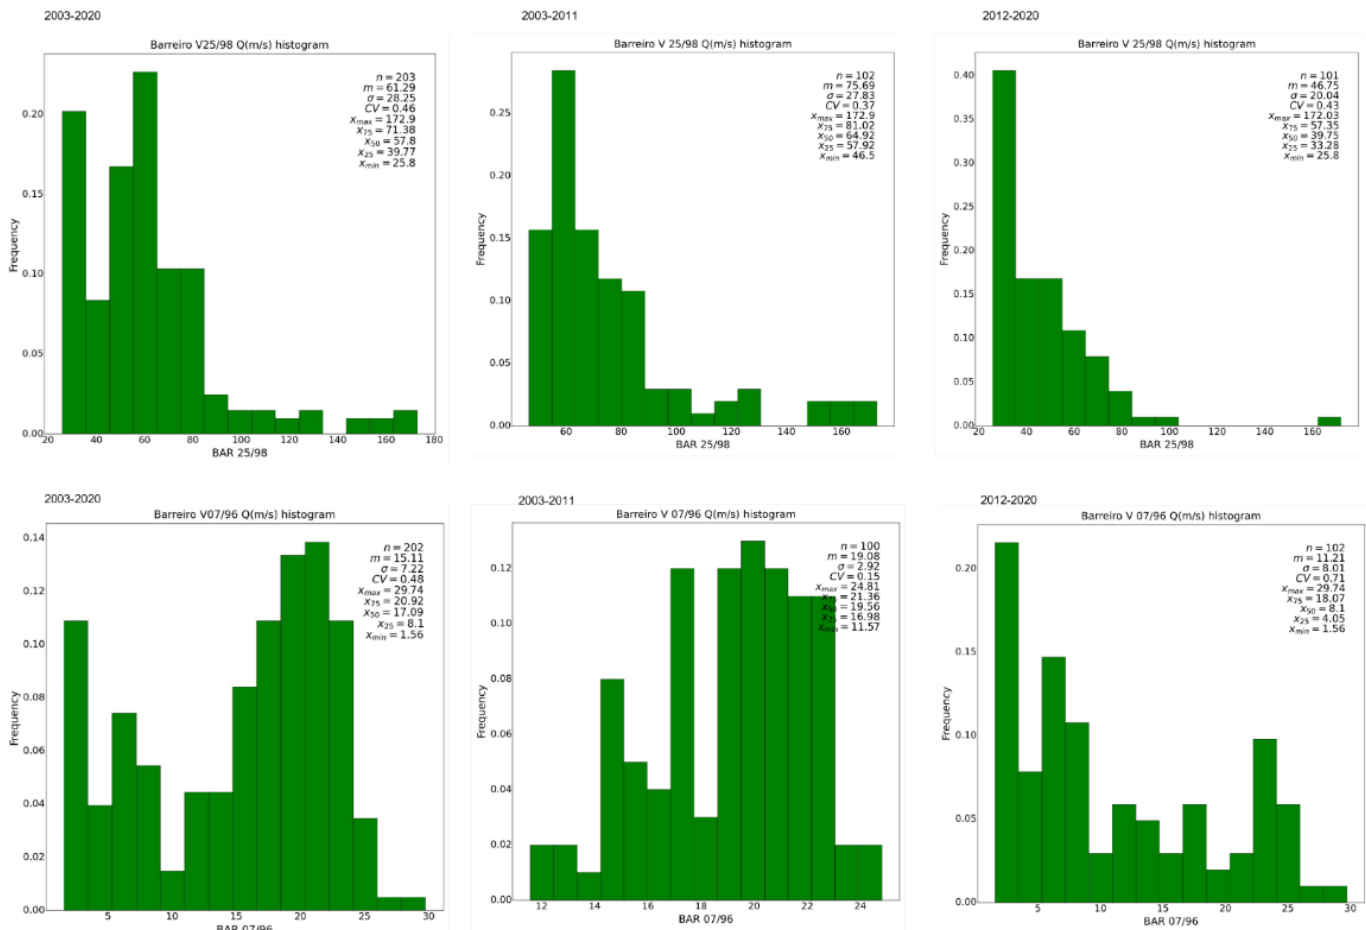 2003-2020
Barreiro V25/98 Q(m/s) histogram
n = 203
m = 61.29
σ = 28.25
CV = 0.46
xmax = 172.9
x75 = 71.38
x50 = 57.8
x25 = 39.77
xmin = 25.8
Frequency
0.20
0.15
0.10
0.05
0.00
20 40 60 80 100 120 140 160 180
BAR 25/98
2003-2011
Barreiro V 25/98 Q(m/s) histogram
n = 102
m = 75.69
σ = 27.83
CV = 0.37
xmax = 172.9
x75 = 81.02
x50 = 64.92
x25 = 57.92
xmin = 46.5
Frequency
0.25
0.20
0.15
0.10
0.05
0.00
60 80 100 120 140 160
BAR 25/98
2012-2020
Barreiro V 25/98 Q(m/s) histogram
n = 101
m = 46.75
σ = 20.04
CV = 0.43
xmax = 172.03
x75 = 57.35
x50 = 39.75
x25 = 33.28
xmin = 25.8
Frequency
0.40
0.35
0.30
0.25
0.20
0.15
0.10
0.05
0.00
20 40 60 80 100 120 140 160
BAR 25/98
2003-2020
Barreiro V07/96 Q(m/s) histogram
n = 202
m = 15.11
σ = 7.22
CV = 0.48
xmax = 29.74
x75 = 20.92
x50 = 17.09
x25 = 8.1
xmin = 1.56
Frequency
0.14
0.12
0.10
0.08
0.06
0.04
0.02
0.00
5 10 15 20 25 30
BAR 07/96
2003-2011
Barreiro V 07/96 Q(m/s) histogram
n = 100
m = 19.08
σ = 2.92
CV = 0.15
xmax = 24.81
x75 = 21.36
x50 = 19.56
x25 = 16.98
xmin = 11.57
Frequency
0.12
0.10
0.08
0.06
0.04
0.02
0.00
12 14 16 18 20 22 24
BAR 07/96
2012-2020
Barreiro V 07/96 Q(m/s) histogram
n = 102
m = 11.21
σ = 8.01
CV = 0.71
xmax = 29.74
x75 = 18.07
x50 = 8.1
x25 = 4.05
xmin = 1.56
Frequency
0.20
0.15
0.10
0.05
0.00
5 10 15 20 25 30
BAR 07/96